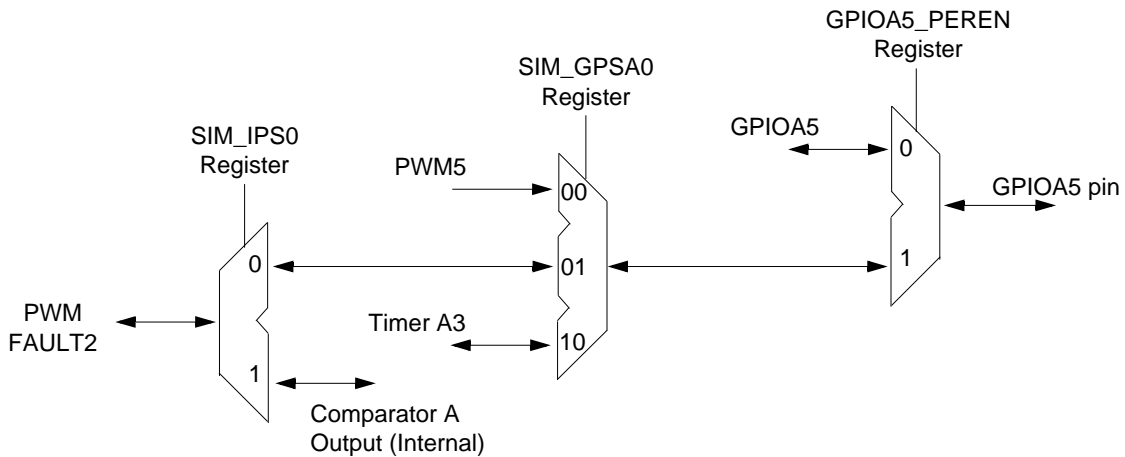 GPIOA5_PEREN
Register
SIM_GPSA0
Register
SIM_IPS0
Register
GPIOA5
0
PWM5
00
GPIOA5 pin
0
01
1
PWM
FAULT2
Timer A3
10
1
Comparator A
Output (Internal)